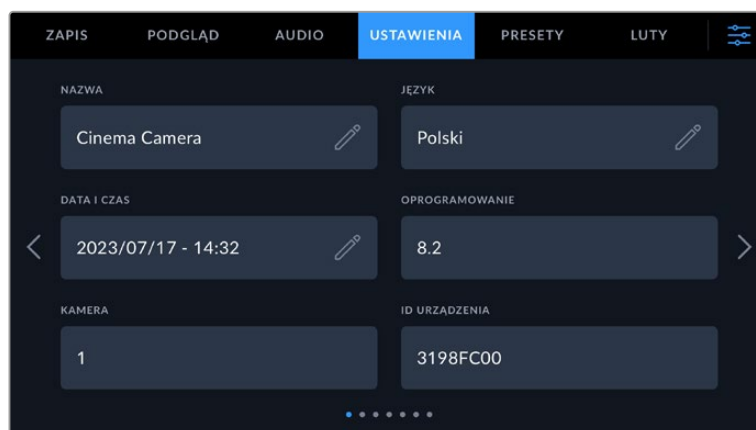 ZAPIS PODGLĄD AUDIO USTAWIENIA PRESETY LUTY
NAZWA JĘZYK
Cinema Camera Polski
DATA I CZAS OPROGRAMOWANIE
2023/07/17 - 14:32 8.2
KAMERA ID URZĄDZENIA
1 3198FC00